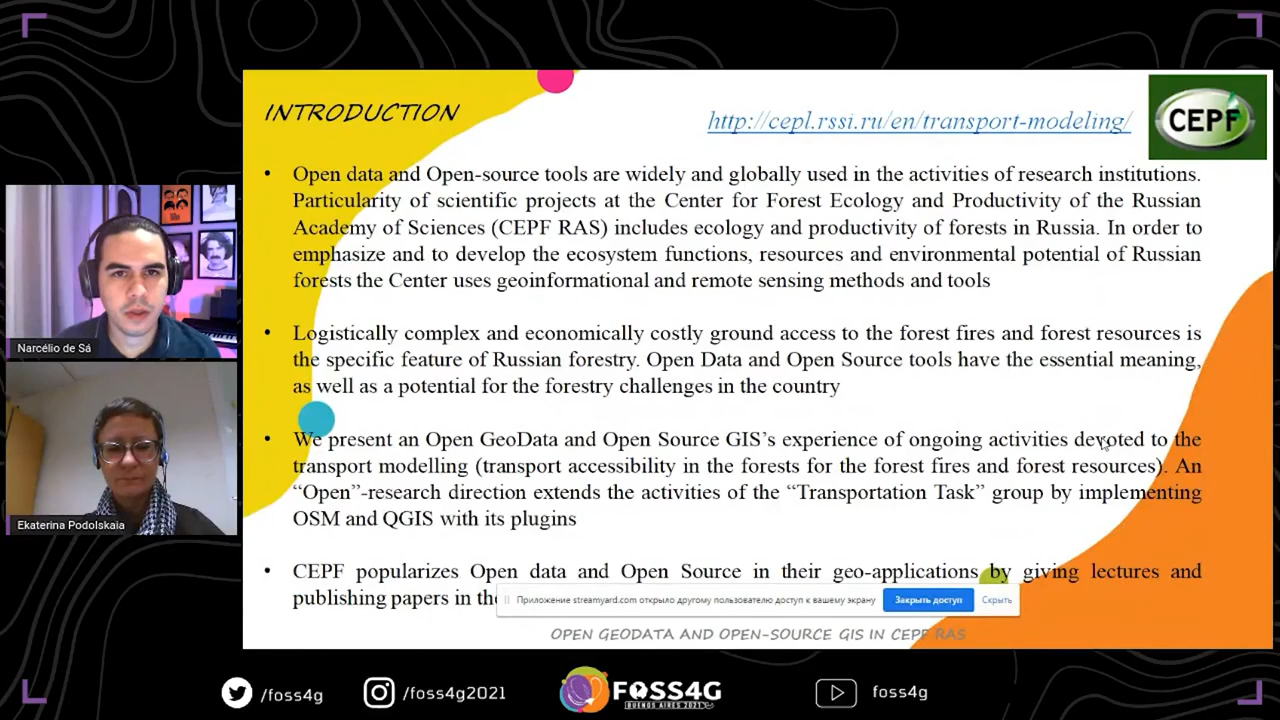 INTRODUCTION
http://cepl.rssi.ru/en/transport-modeling/
CEPF
• Open data and Open-source tools are widely and globally used in the activities of research institutions.
Particularity of scientific projects at the Center for Forest Ecology and Productivity of the Russian
Academy of Sciences (CEPF RAS) includes ecology and productivity of forests in Russia. In order to
emphasize and to develop the ecosystem functions, resources and environmental potential of Russian
forests the Center uses geoinformational and remote sensing methods and tools
• Logistically complex and economically costly ground access to the forest fires and forest resources is
the specific feature of Russian forestry. Open Data and Open Source tools have the essential meaning,
as well as a potential for the forestry challenges in the country
• We present an Open GeoData and Open Source GIS's experience of ongoing activities devoted to the
transport modelling (transport accessibility in the forests for the forest fires and forest resources). An
“Open”-research direction extends the activities of the “Transportation Task” group by implementing
OSM and QGIS with its plugins
• CEPF popularizes Open data and Open Source in their geo-applications by giving lectures and
publishing papers in the
Приложение streamyard.com открыло другому пользователю доступ к вашему экрану
Закрыть доступ
Скрыть
OPEN GEODATA AND OPEN-SOURCE GIS IN CEPF RAS
Narcélio de Sá
Ekaterina Podolskaia
/foss4g
/foss4g2021
FOSS4G
BUENOS AIRES 2021
foss4g